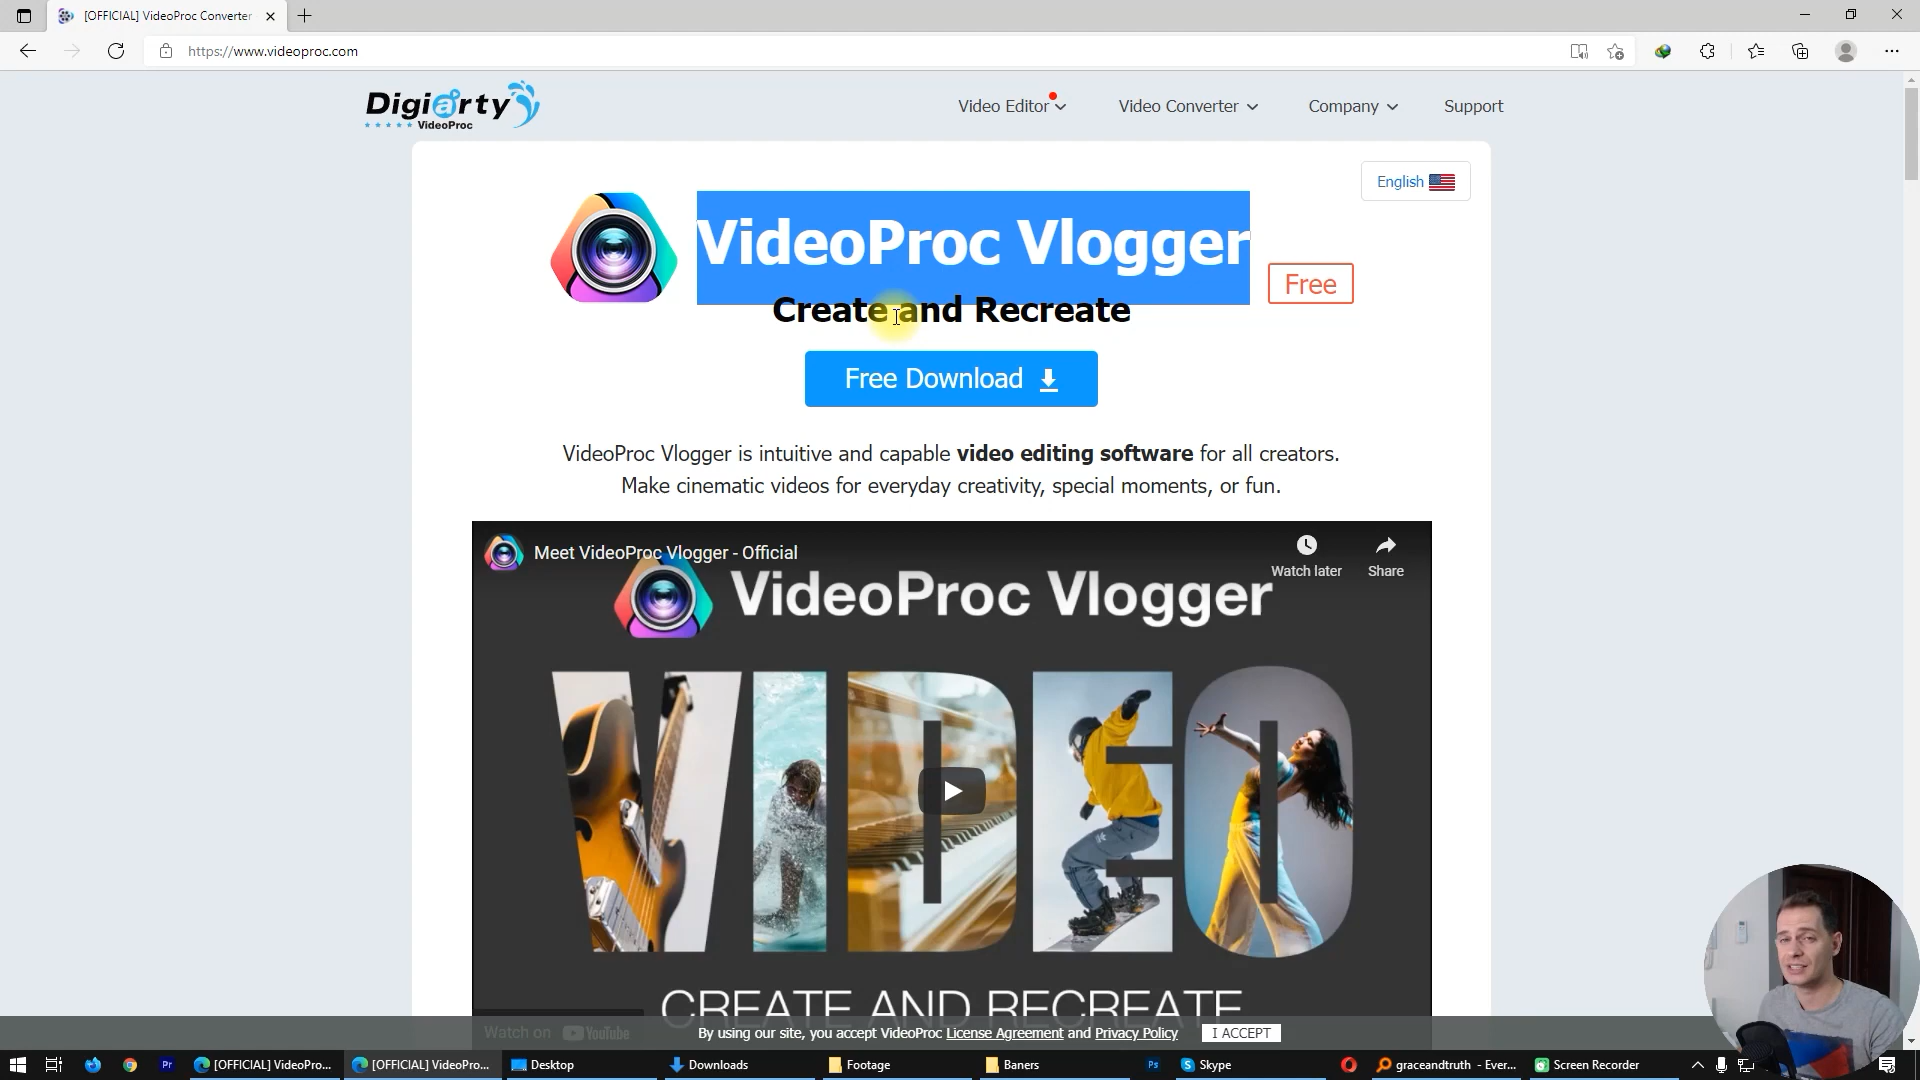 [OFFICIAL] VideoProc Converter
https://www.videoproc.com
Digiarty
VideoProc
Video Editor
Video Converter
Company
Support
English
VideoProc Vlogger
Free
Create and Recreate
Free Download
VideoProc Vlogger is intuitive and capable video editing software for all creators.
Make cinematic videos for everyday creativity, special moments, or fun.
Meet VideoProc Vlogger - Official
Watch later
Share
VideoProc Vlogger
VIDEO
CREATE AND RECREATE
Watch on YouTube
By using our site, you accept VideoProc License Agreement and Privacy Policy
I ACCEPT
Pr
[OFFICIAL] VideoPro...
[OFFICIAL] VideoPro...
Desktop
Downloads
Footage
Baners
Ps
Skype
graceandtruth - Ever...
Screen Recorder